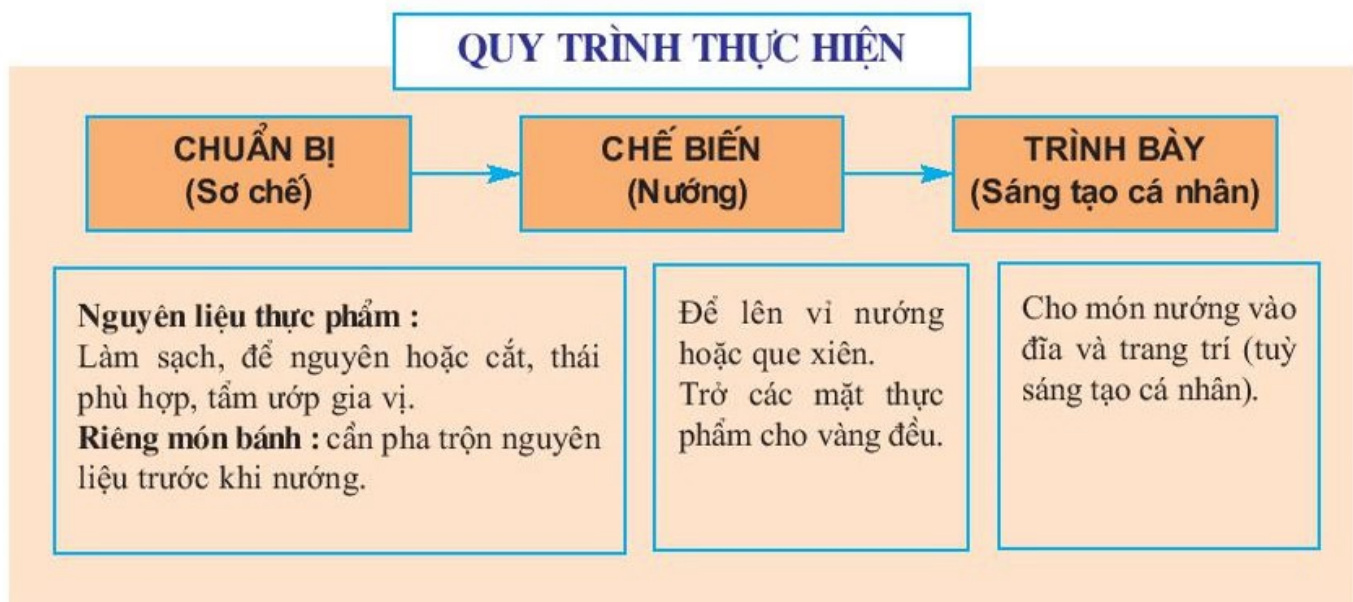 QUY TRÌNH THỰC HIỆN
CHUẨN BỊ
(Sơ chế)
CHẾ BIẾN
(Nướng)
TRÌNH BÀY
(Sáng tạo cá nhân)
Nguyên liệu thực phẩm :
Làm sạch, để nguyên hoặc cắt, thái
phù hợp, tẩm ướp gia vị.
Riêng món bánh : cần pha trộn nguyên
liệu trước khi nướng.
Để lên vỉ nướng
hoặc que xiên.
Trở các mặt thực
phẩm cho vàng đều.
Cho món nướng vào
đĩa và trang trí (tuỳ
sáng tạo cá nhân).